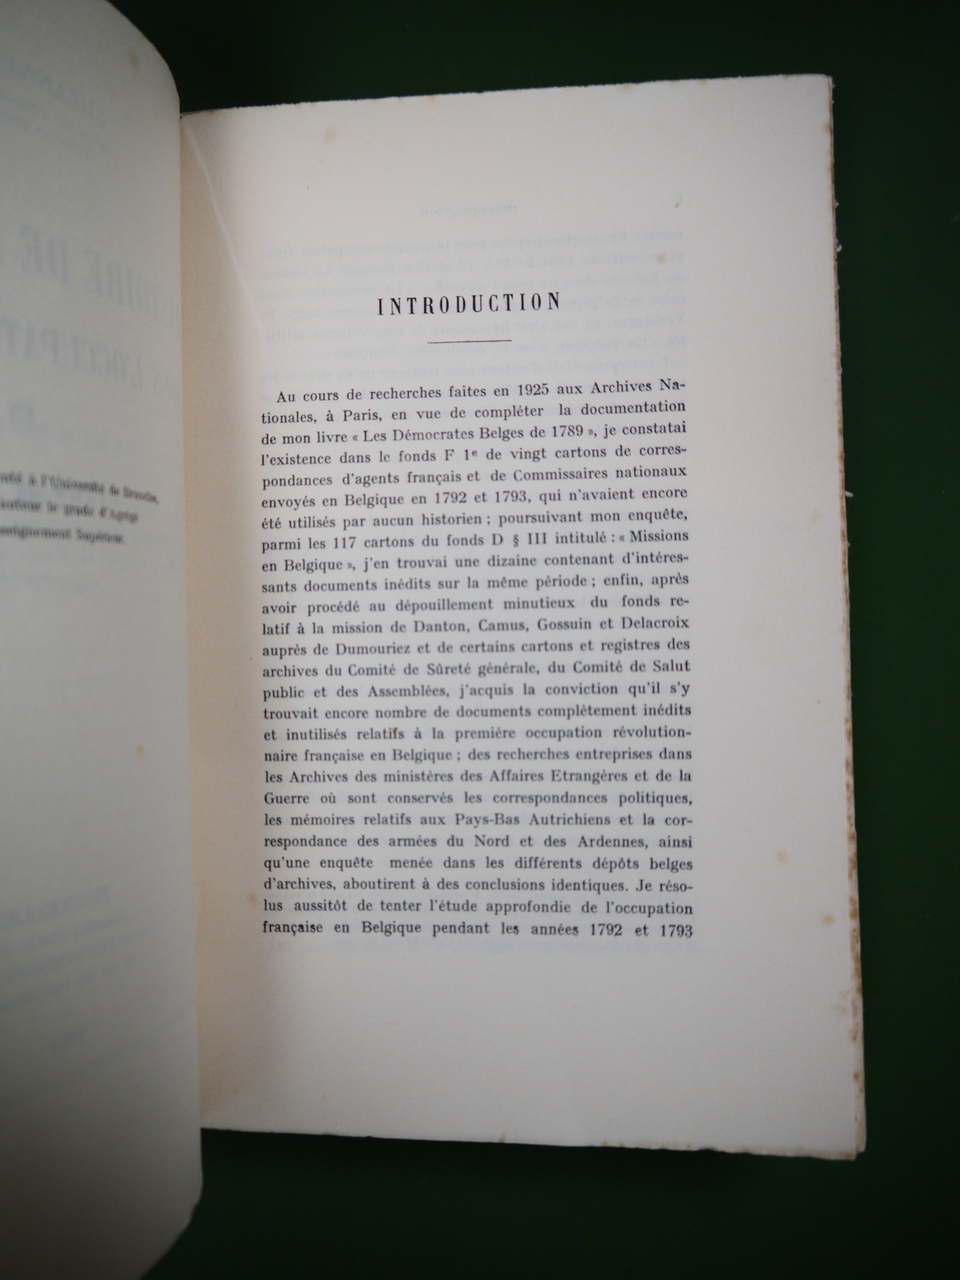 nté à l'Université de
le grade d'Agrégé
seignement Supérieur.
INTRODUCTION
Au cours de recherches faites en 1925 aux Archives Na-
tionales, à Paris, en vue de compléter la documentation
de mon livre « Les Démocrates Belges de 1789 », je constatai
l'existence dans le fonds F 1e de vingt cartons de corres-
pondances d'agents français et de Commissaires nationaux
envoyés en Belgique en 1792 et 1793, qui n'avaient encore
été utilisés par aucun historien ; poursuivant mon enquête,
parmi les 117 cartons du fonds D § III intitulé : « Missions
en Belgique », j'en trouvai une dizaine contenant d'intéres-
sants documents inédits sur la même période ; enfin, après
avoir procédé au dépouillement minutieux du fonds re-
latif à la mission de Danton, Camus, Gossuin et Delacroix
auprès de Dumouriez et de certains cartons et registres des
archives du Comité de Sûreté générale, du Comité de Salut
public et des Assemblées, j'acquis la conviction qu'il s'y
trouvait encore nombre de documents complètement inédits
et inutilisés relatifs à la première occupation révolution-
naire française en Belgique ; des recherches entreprises dans
les Archives des ministères des Affaires Etrangères et de la
Guerre où sont conservés les correspondances politiques,
les mémoires relatifs aux Pays-Bas Autrichiens et la cor-
respondance des armées du Nord et des Ardennes, ainsi
qu'une enquête menée dans les différents dépôts belges
d'archives, aboutirent à des conclusions identiques. Je réso-
lus aussitôt de tenter l'étude approfondie de l'occupation
française en Belgique pendant les années 1792 et 1793